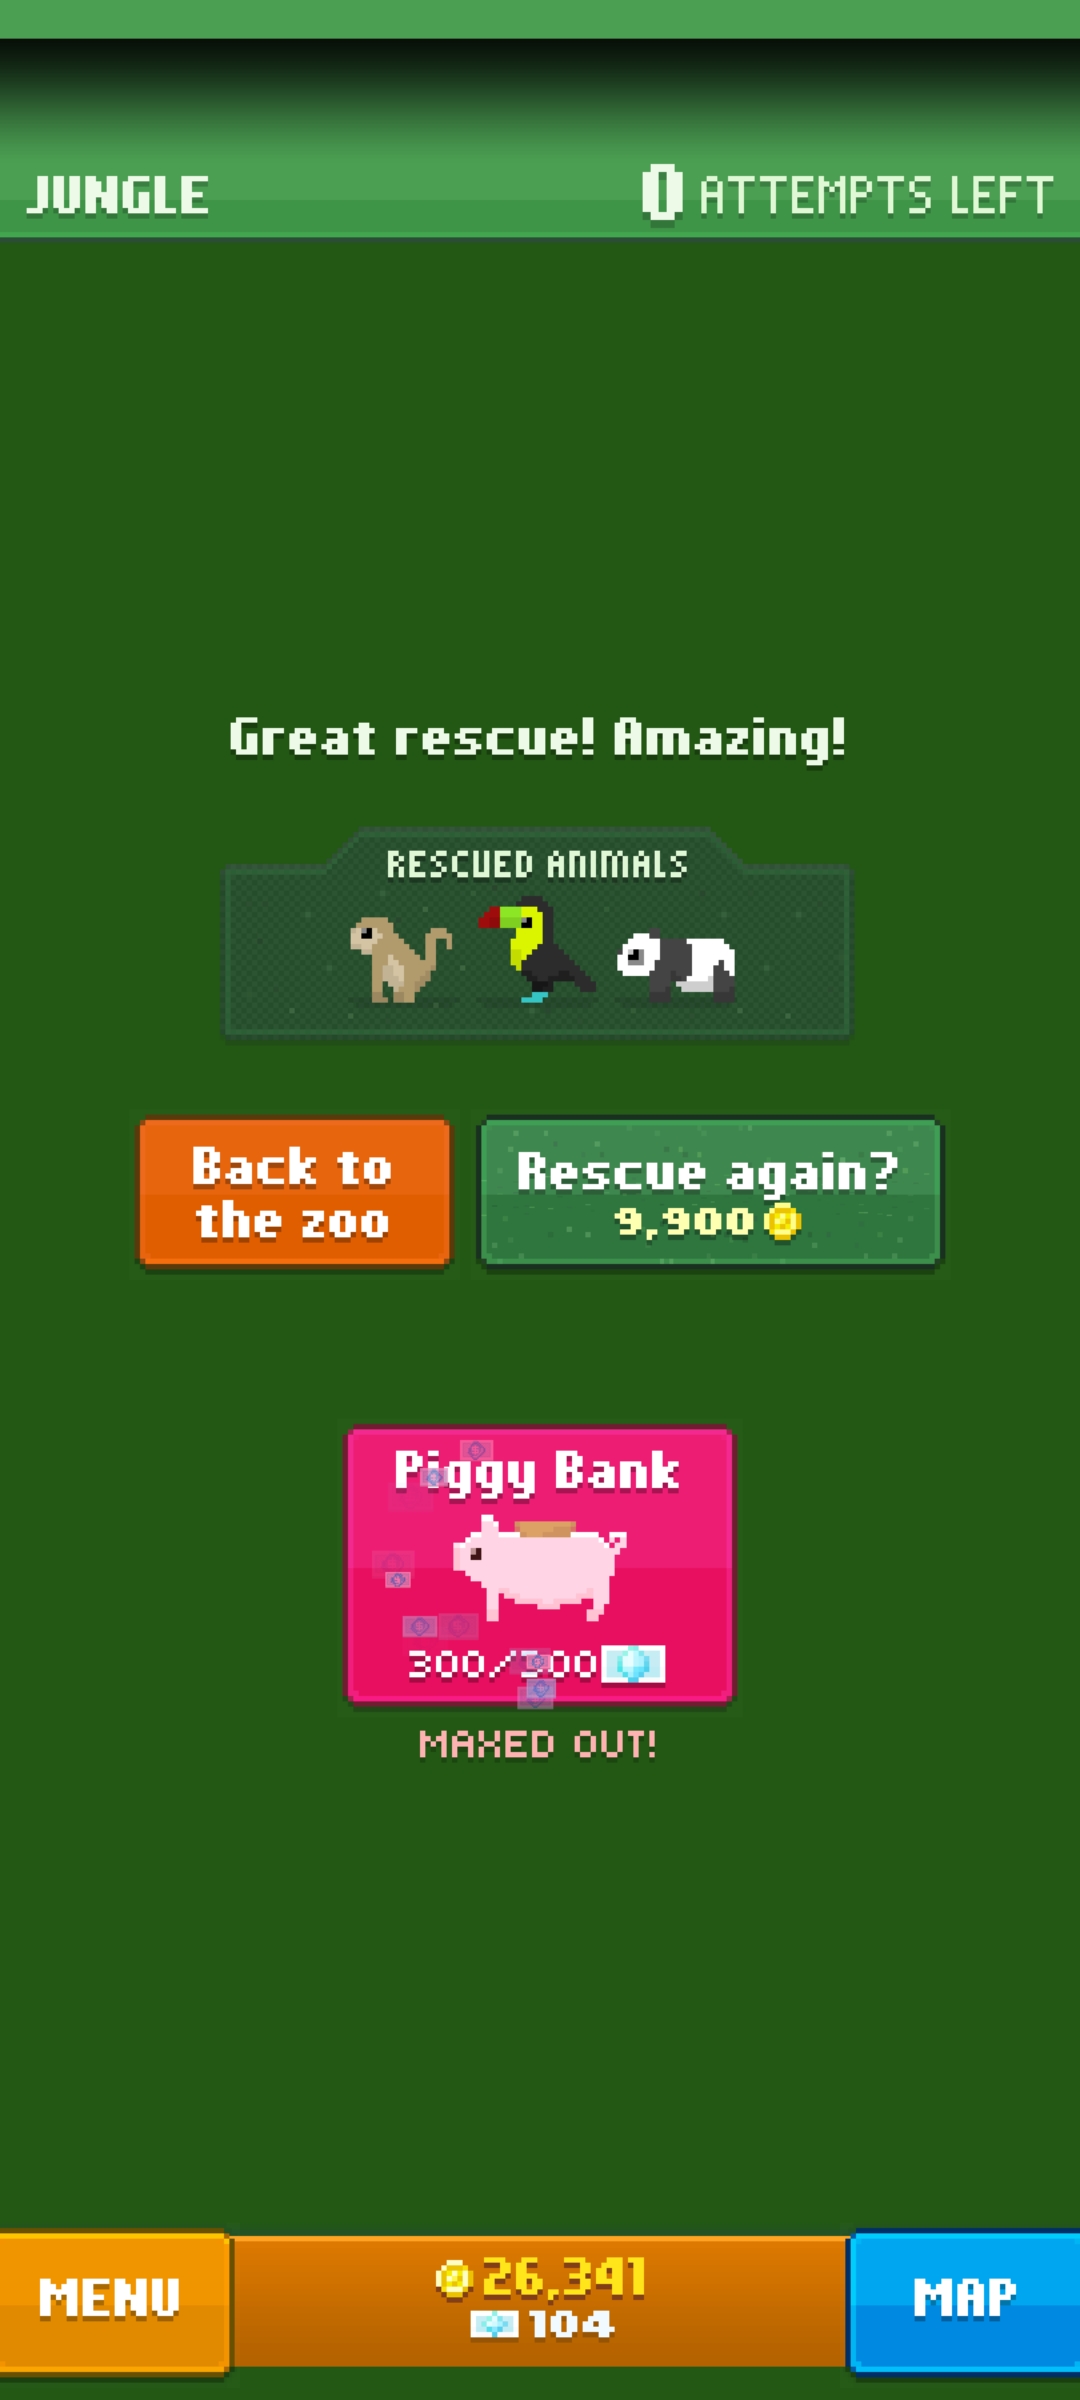 JUNGLE
0 ATTEMPTS LEFT
Great rescue! Amazing!
RESCUED ANIMALS
Back to
the zoo
Rescue again?
9,900
Piggy Bank
300/300
MAXED OUT!
MENU
26,341
104
MAP